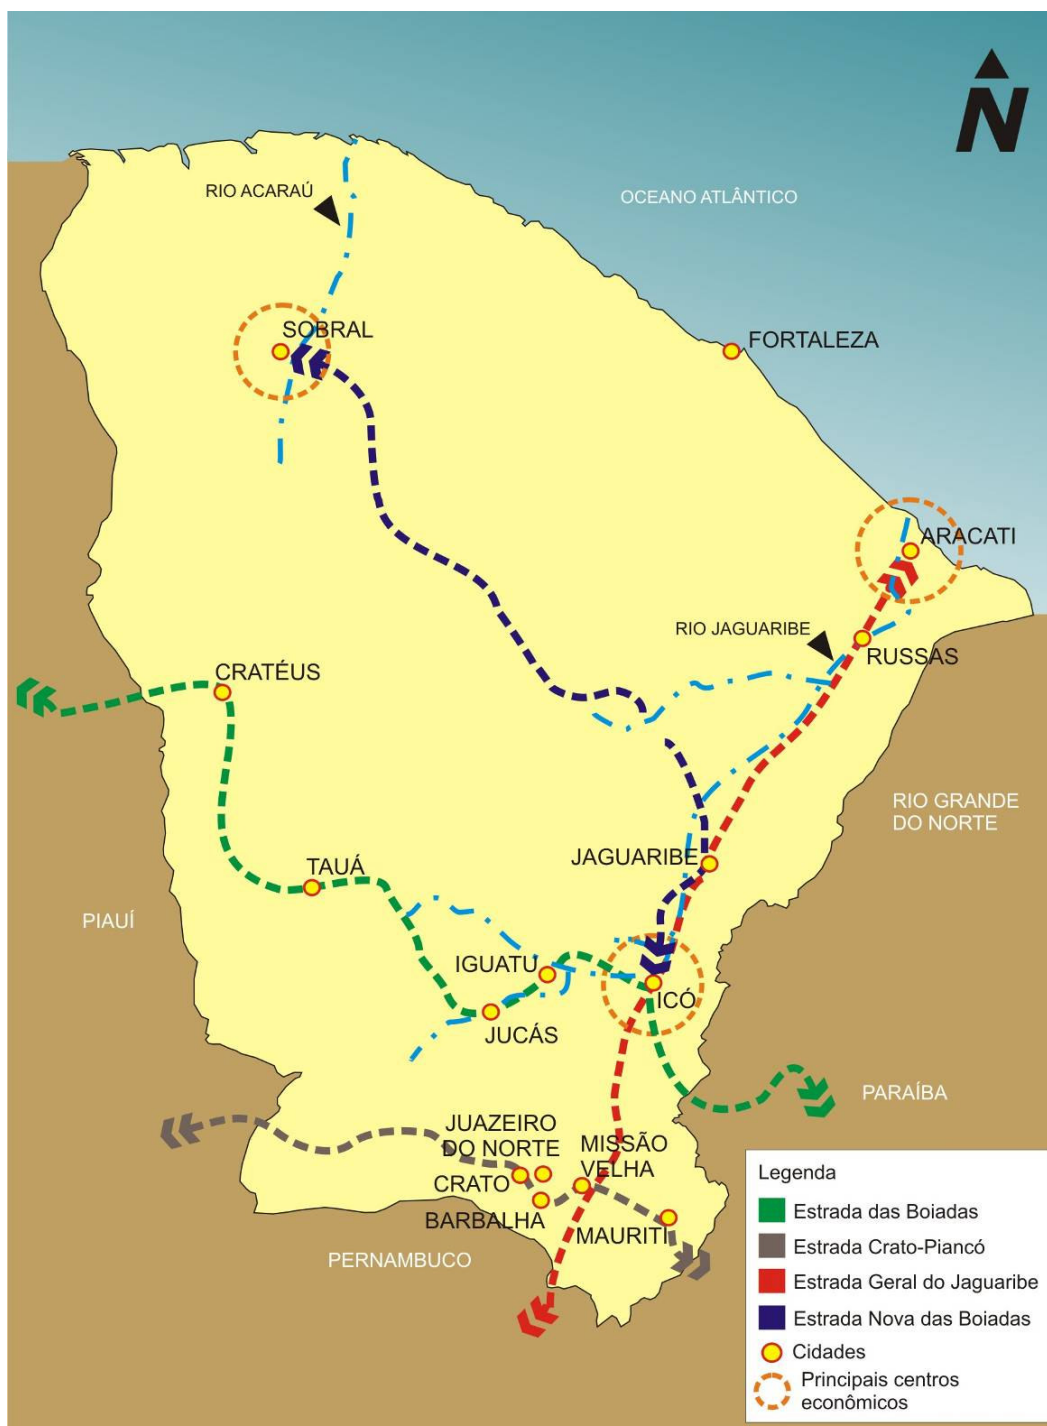 N
RIO ACARAÚ
OCEANO ATLÂNTICO
SOBRAL
FORTALEZA
ARACATI
RIO JAGUARIBE
RUSSAS
CRATÉUS
RIO GRANDE
DO NORTE
JAGUARIBE
TAUÁ
PIAUÍ
IGUATU
ICÓ
JUCÁS
PARAÍBA
JUAZEIRO
DO NORTE
MISSÃO
VELHA
CRATO
BARBALHA
MAURITI
PERNAMBUCO
Legenda
Estrada das Boiadas
Estrada Crato-Piancó
Estrada Geral do Jaguaribe
Estrada Nova das Boiadas
Cidades
Principais centros
econômicos